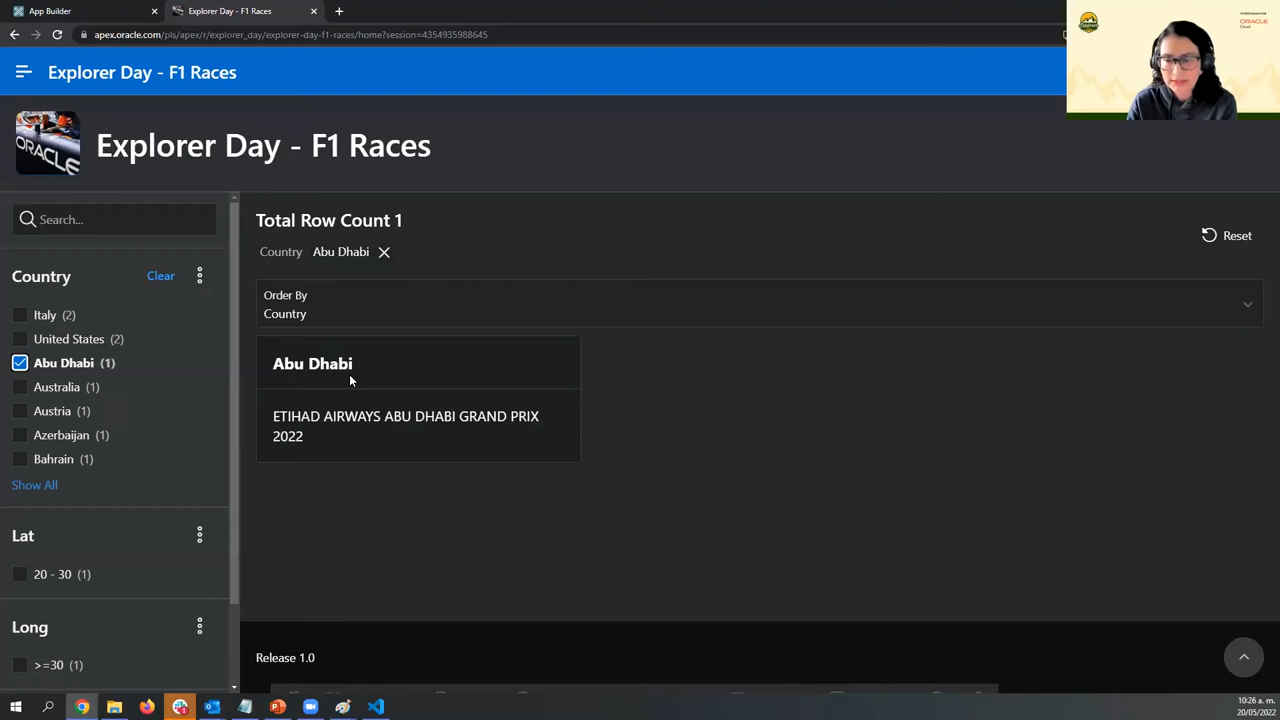 App Builder
Explorer Day - F1 Races
apex.oracle.com/pls/apex/r/explorer_day/explorer-day-f1-races/home?session=4354935988645
Explorer Day - F1 Races
ORACLE
Explorer Day - F1 Races
ORACLE
Cloud
Search...
Country
Clear
Italy (2)
United States (2)
Abu Dhabi (1)
Australia (1)
Austria (1)
Azerbaijan (1)
Bahrain (1)
Show All
Lat
20 - 30 (1)
Long
>=30 (1)
Total Row Count 1
Reset
Country Abu Dhabi
Order By
Country
Abu Dhabi
ETIHAD AIRWAYS ABU DHABI GRAND PRIX
2022
Release 1.0
10:26 a. m.
20/05/2022